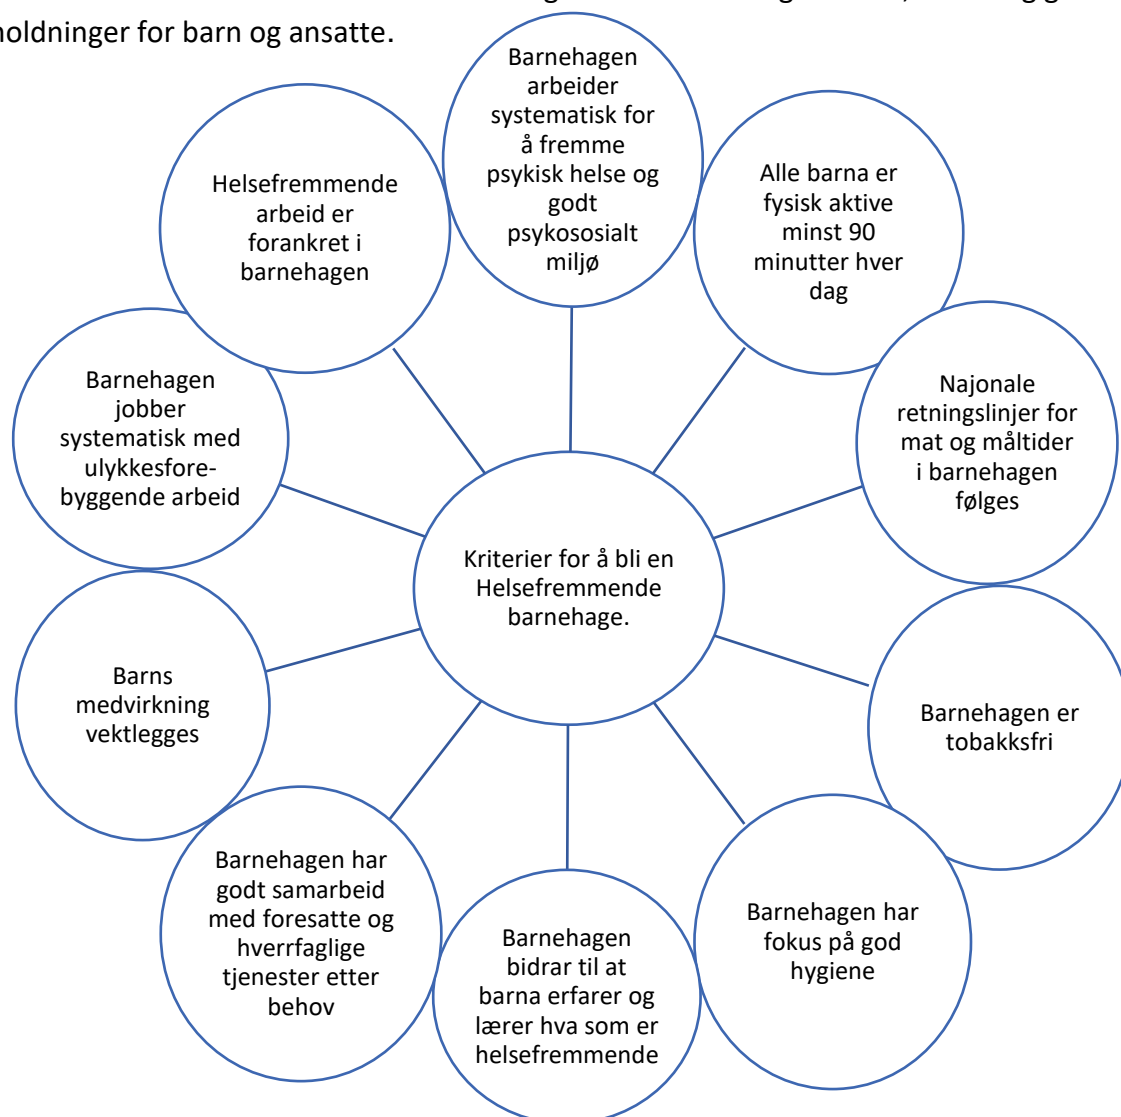 holdninger for barn og ansatte.
Barnehagen
arbeider
systematisk for
å fremme
psykisk helse og
godt
psykososialt
miljø
Alle barna er
fysisk aktive
minst 90
minutter hver
dag
Najonale
retningslinjer for
mat og måltider
i barnehagen
følges
Barnehagen er
tobakksfri
Barnehagen har
fokus på god
hygiene
Barnehagen
bidrar til at
barna erfarer og
lærer hva som er
helsefremmende
Barnehagen har
godt samarbeid
med foresatte og
hverrfaglige
tjenester etter
behov
Barns
medvirkning
vektlegges
Barnehagen
jobber
systematisk med
ulykkesfore-
byggende arbeid
Helsefremmende
arbeid er
forankret i
barnehagen
Kriterier for å bli en
Helsefremmende
barnehage.